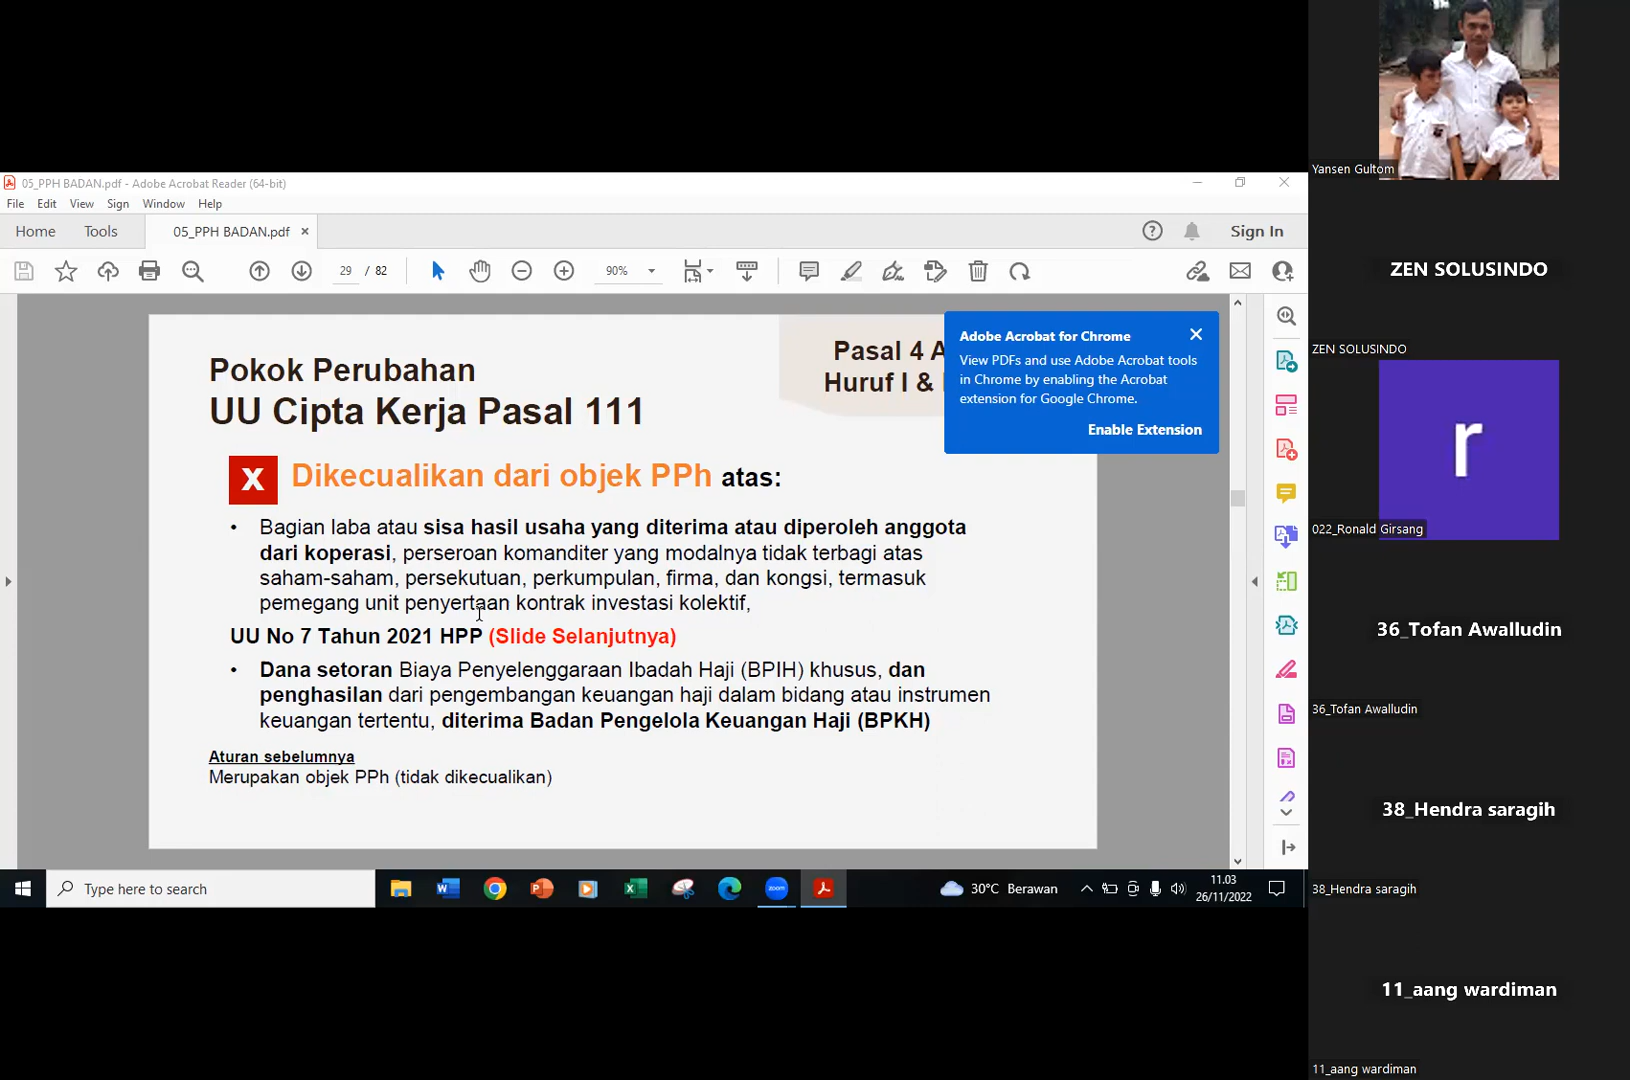 05_PPH BADAN.pdf - Adobe Acrobat Reader (64-bit)
File Edit View Sign Window Help
Home Tools 05_PPH BADAN.pdf × Sign In
29 / 82 90%
Pokok Perubahan
UU Cipta Kerja Pasal 111
Pasal 4 A
Huruf I &
Adobe Acrobat for Chrome
View PDFs and use Adobe Acrobat tools
in Chrome by enabling the Acrobat
extension for Google Chrome.
Enable Extension
X Dikecualikan dari objek PPh atas:
• Bagian laba atau sisa hasil usaha yang diterima atau diperoleh anggota
dari koperasi, perseroan komanditer yang modalnya tidak terbagi atas
saham-saham, persekutuan, perkumpulan, firma, dan kongsi, termasuk
pemegang unit penyertaan kontrak investasi kolektif,
UU No 7 Tahun 2021 HPP (Slide Selanjutnya)
• Dana setoran Biaya Penyelenggaraan Ibadah Haji (BPIH) khusus, dan
penghasilan dari pengembangan keuangan haji dalam bidang atau instrumen
keuangan tertentu, diterima Badan Pengelola Keuangan Haji (BPKH)
Aturan sebelumnya
Merupakan objek PPh (tidak dikecualikan)
Type here to search
zoom
30°C Berawan
11.03
26/11/2022
Yansen Gultom
ZEN SOLUSINDO
ZEN SOLUSINDO
r
022_Ronald Girsang
36_Tofan Awalludin
36_Tofan Awalludin
38_Hendra saragih
38_Hendra saragih
11_aang wardiman
11_aang wardiman